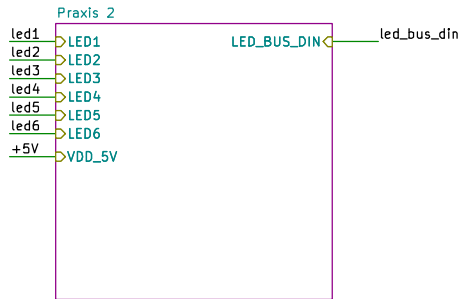 Praxis 2
led1 LED1 LED_BUS_DIN led_bus_din
led2 LED2
led3 LED3
led4 LED4
led5 LED5
led6 LED6
+5V VDD_5V